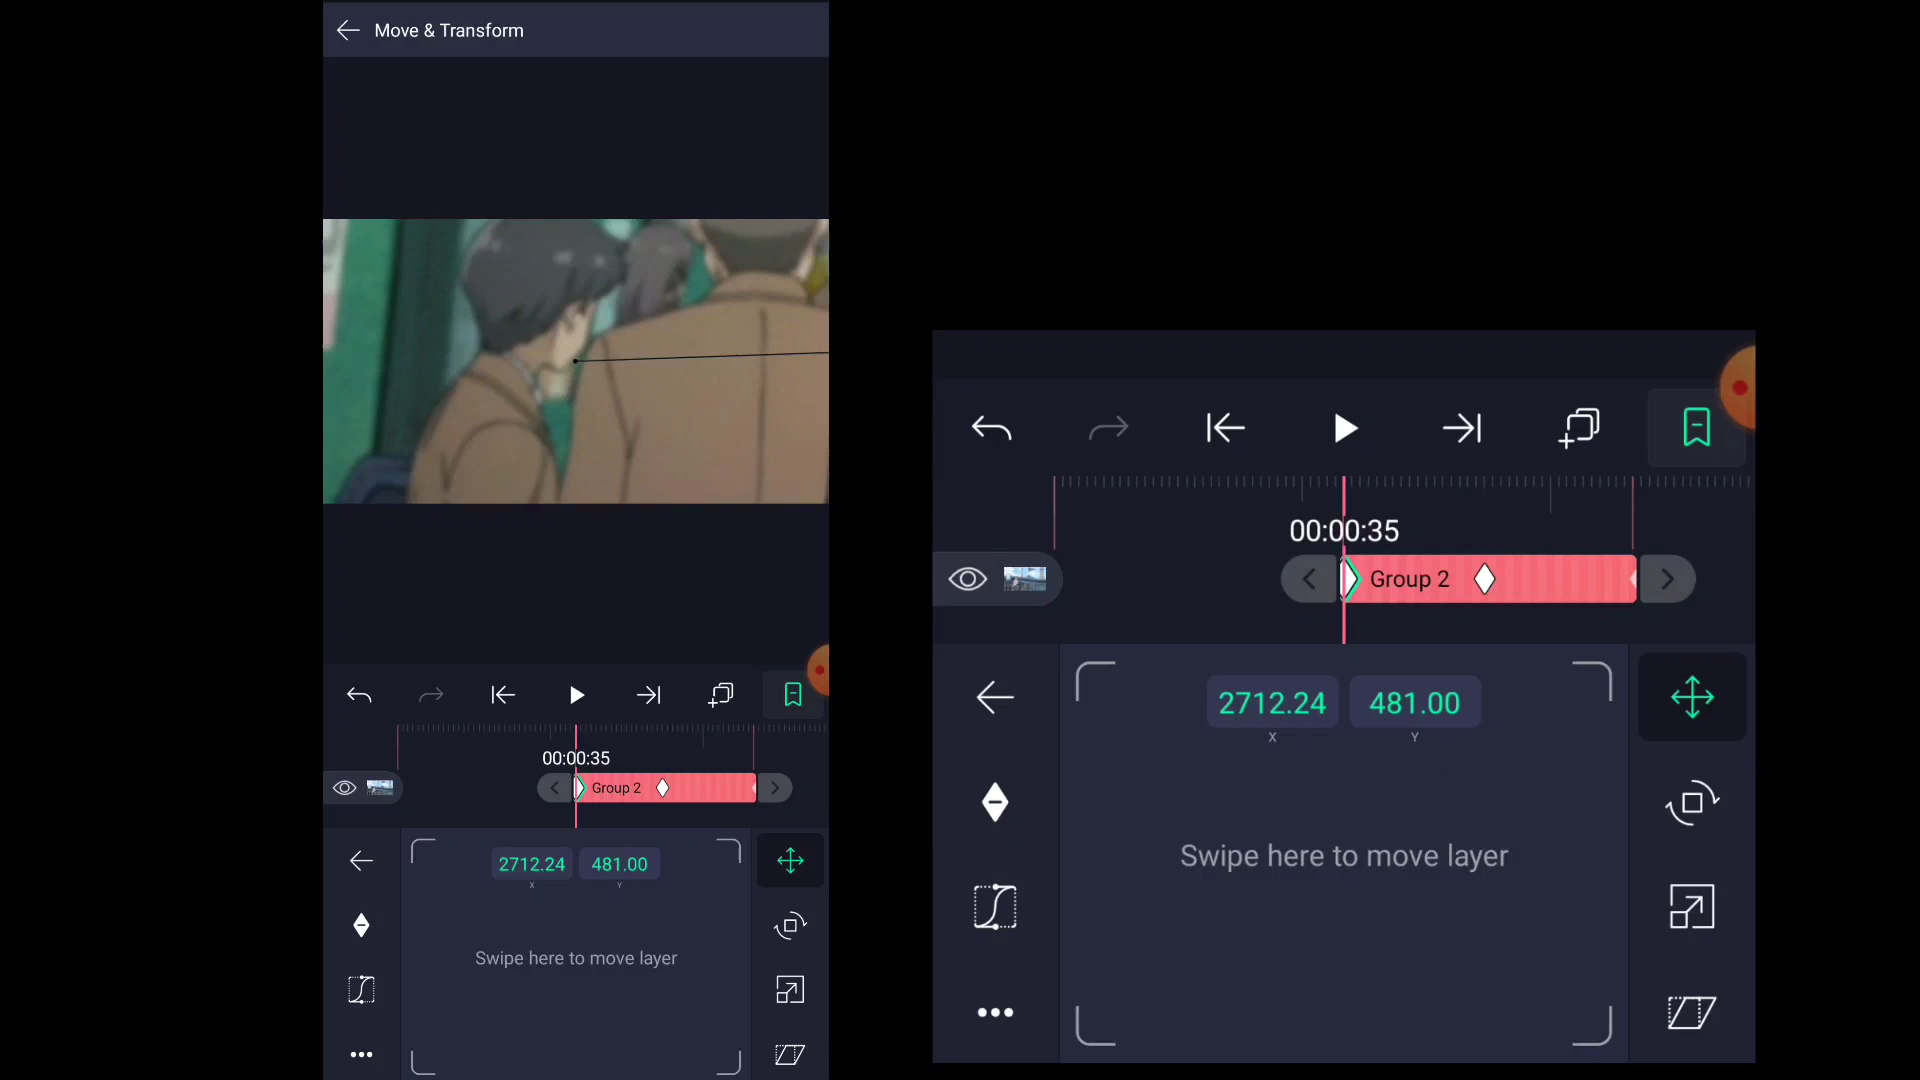 Move & Transform
00:00:35
Group 2
2712.24 481.00
X Y
Swipe here to move layer
00:00:35
Group 2
2712.24 481.00
X Y
Swipe here to move layer